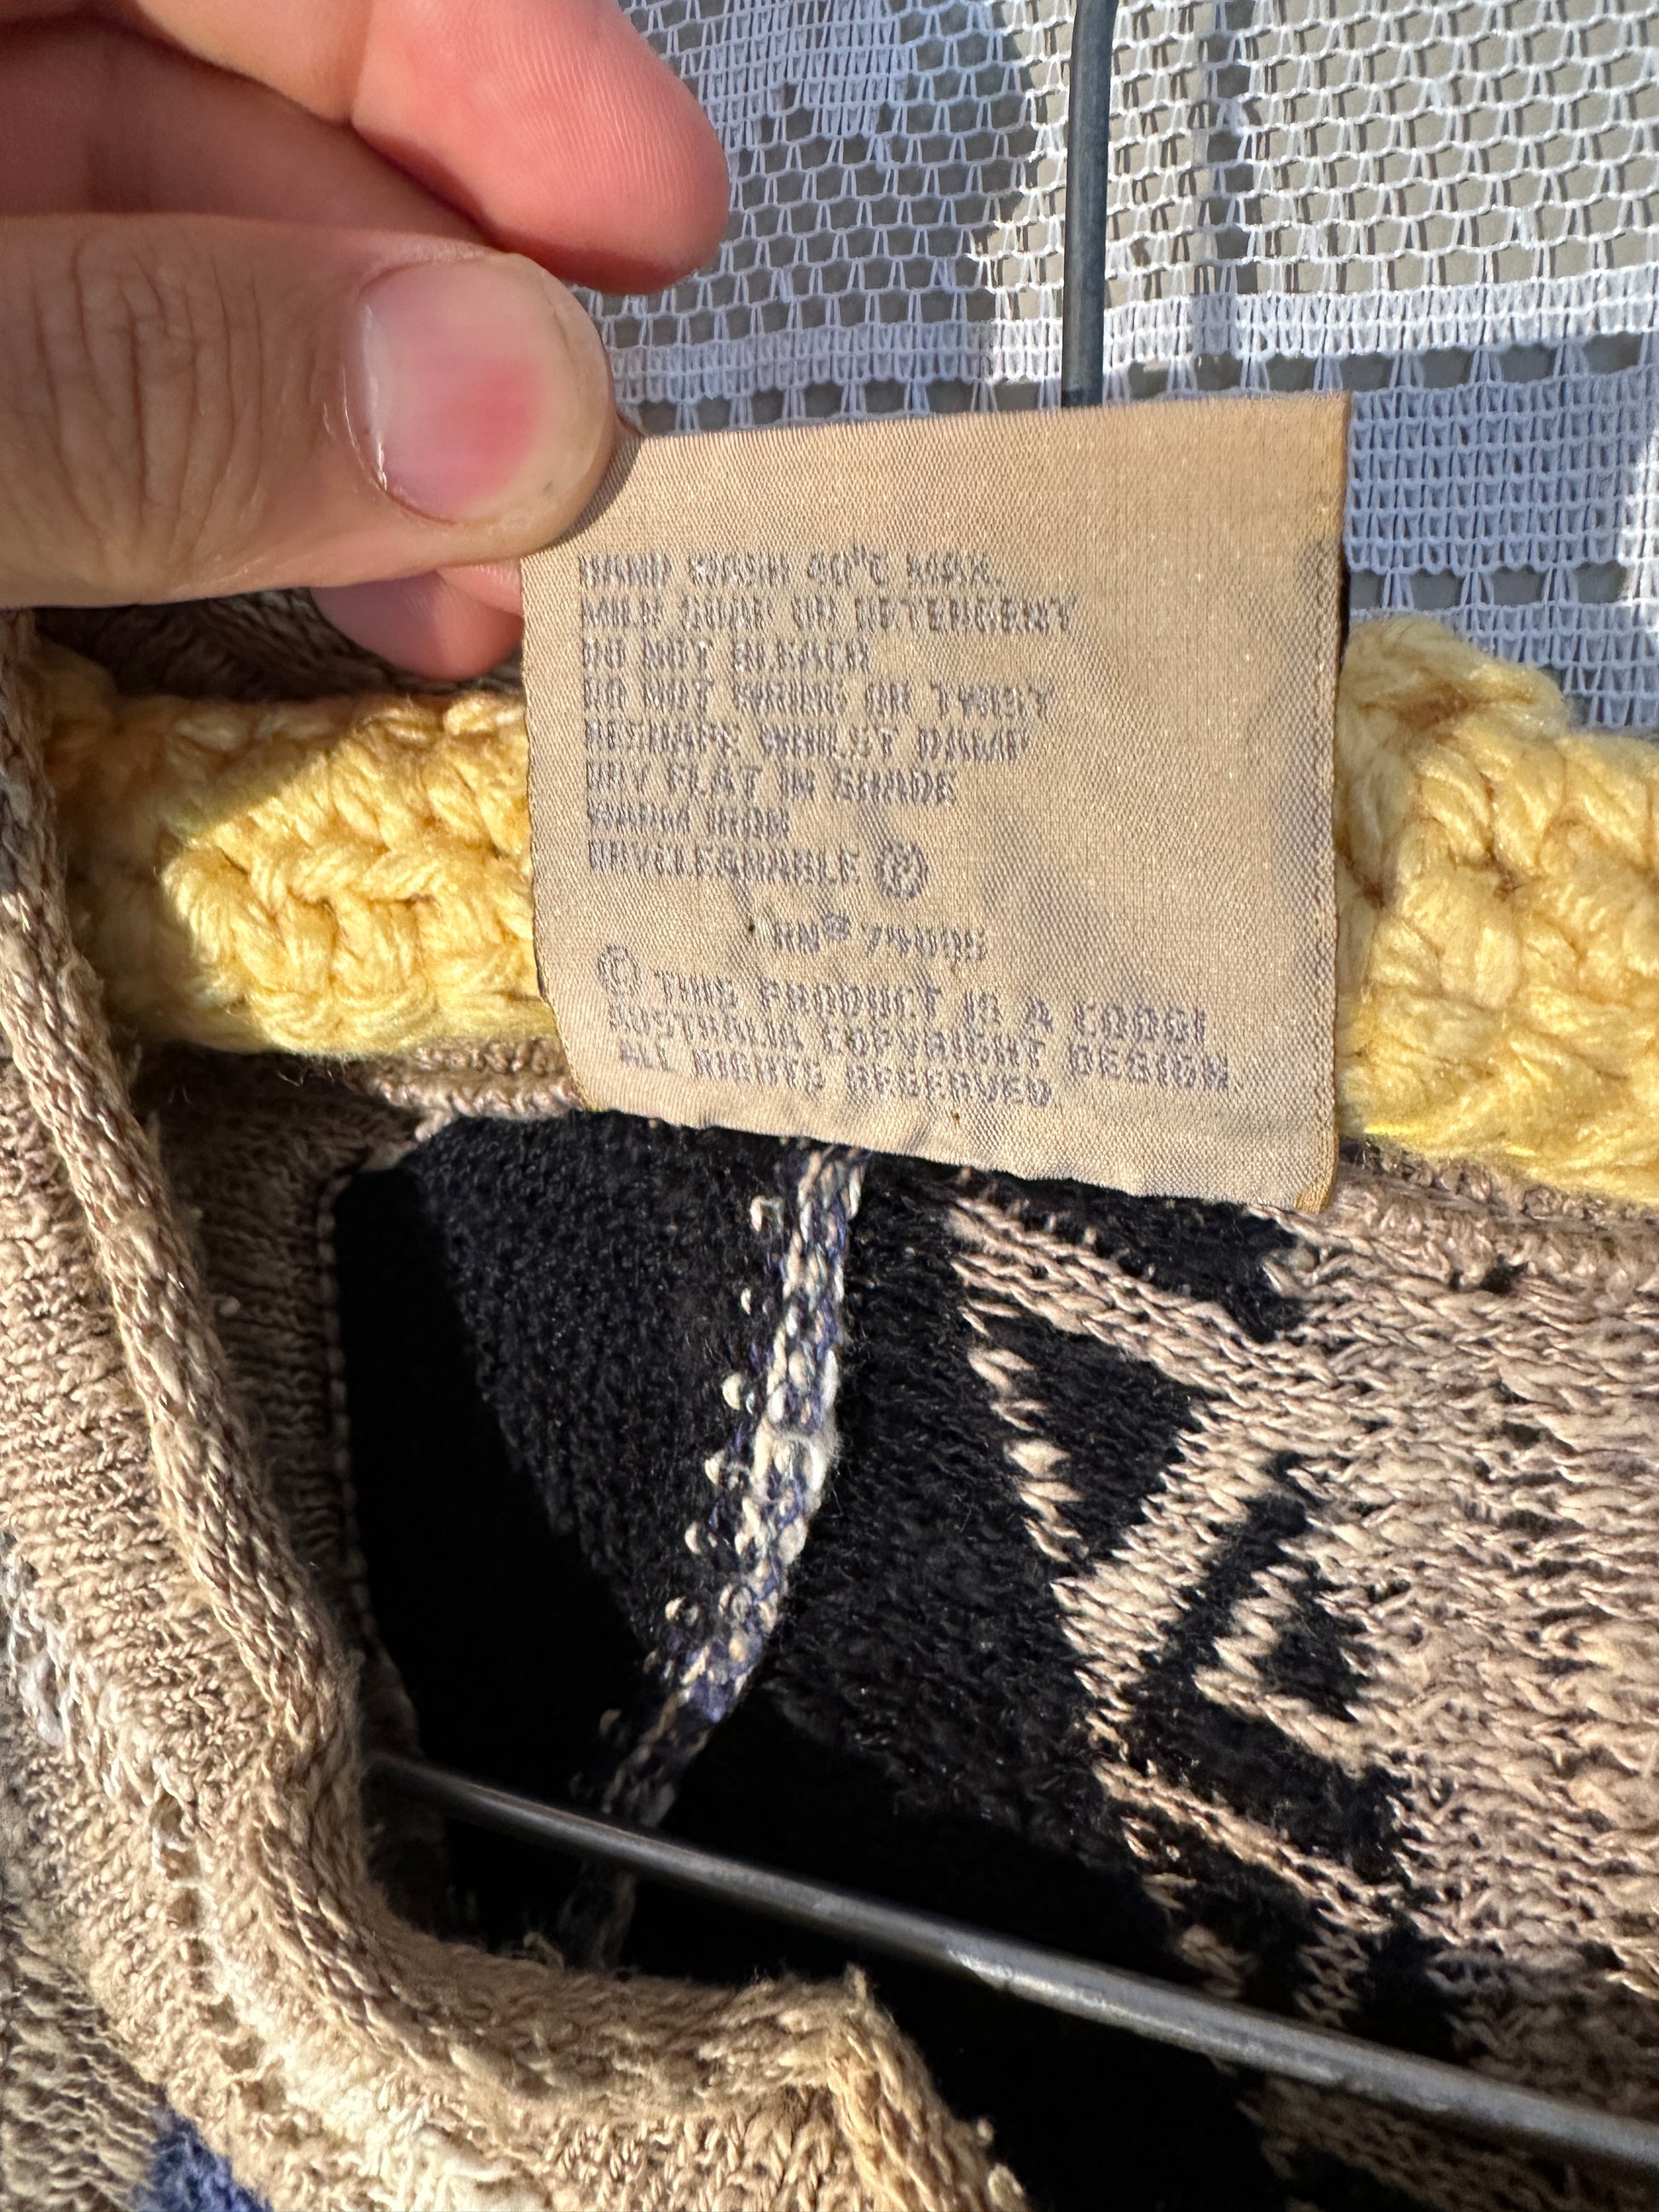 HAND WASH 40°C MAX.
MILD SOAP OR DETERGENT
DO NOT BLEACH
DO NOT WRING OR TWIST
RESHAPE WHILST DAMP
DRY FLAT IN SHADE
WARM IRON
DRYCLEANABLE Ⓟ
RN# 74005
© THIS PRODUCT IS A COOGI
AUSTRALIA COPYRIGHT DESIGN.
ALL RIGHTS RESERVED.